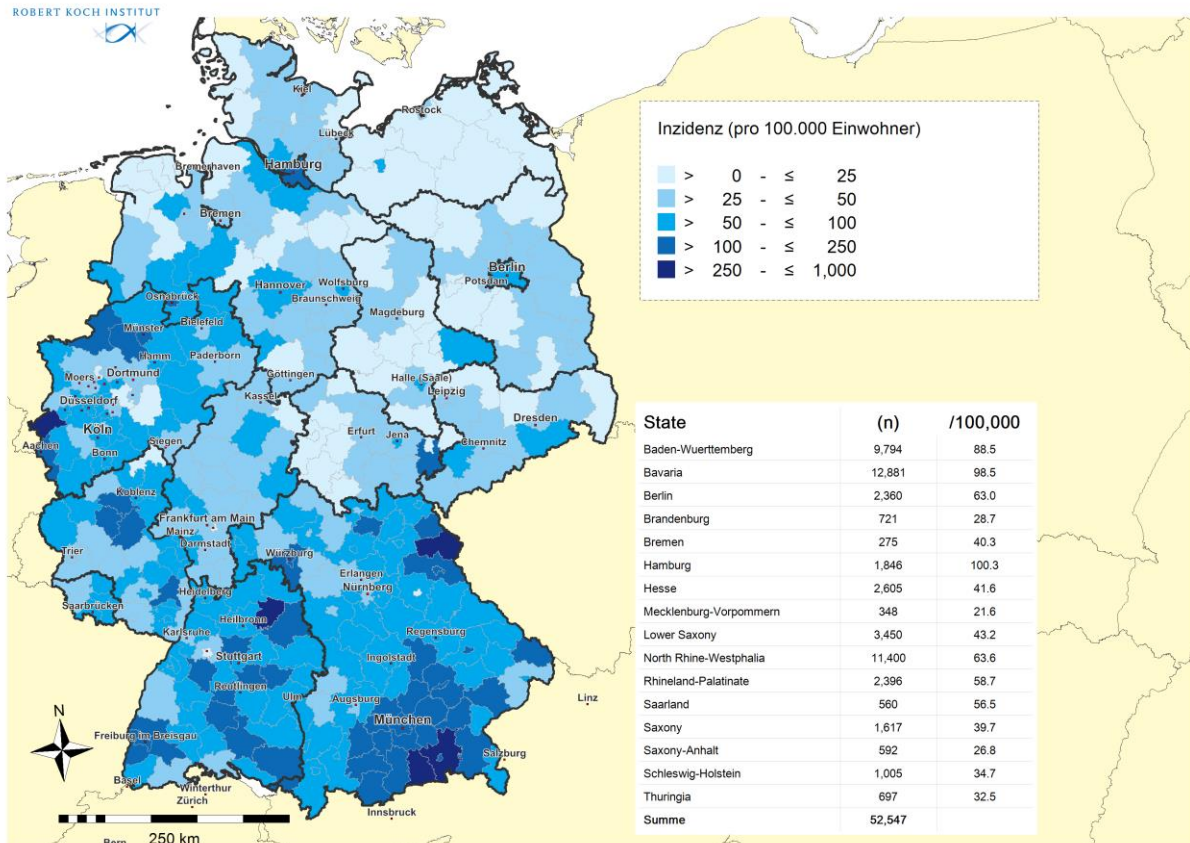 ROBERT KOCH INSTITUT
Kiel
Rostock
Lübeck
Hamburg
Bremerhaven
Bremen
Berlin
Potsdam
Hannover
Wolfsburg
Braunschweig
Osnabrück
Magdeburg
Münster
Bielefeld
Hamm
Paderborn
Göttingen
Halle (Saale)
Leipzig
Moers
Dortmund
Düsseldorf
Kassel
Dresden
Köln
Erfurt
Jena
Chemnitz
Aachen
Siegen
Bonn
Koblenz
Frankfurt am Main
Mainz
Darmstadt
Trier
Würzburg
Erlangen
Nürnberg
Saarbrücken
Heidelberg
Heilbronn
Karlsruhe
Regensburg
Stuttgart
Ingolstadt
Reutlingen
Ulm
Augsburg
Linz
München
Freiburg im Breisgau
Salzburg
Basel
Winterthur
Zürich
Innsbruck
Bern
N
250 km
Inzidenz (pro 100.000 Einwohner)
> 0 - ≤ 25
> 25 - ≤ 50
> 50 - ≤ 100
> 100 - ≤ 250
> 250 - ≤ 1,000
State (n) /100,000
Baden-Wuerttemberg 9,794 88.5
Bavaria 12,881 98.5
Berlin 2,360 63.0
Brandenburg 721 28.7
Bremen 275 40.3
Hamburg 1,846 100.3
Hesse 2,605 41.6
Mecklenburg-Vorpommern 348 21.6
Lower Saxony 3,450 43.2
North Rhine-Westphalia 11,400 63.6
Rhineland-Palatinate 2,396 58.7
Saarland 560 56.5
Saxony 1,617 39.7
Saxony-Anhalt 592 26.8
Schleswig-Holstein 1,005 34.7
Thuringia 697 32.5
Summe 52,547